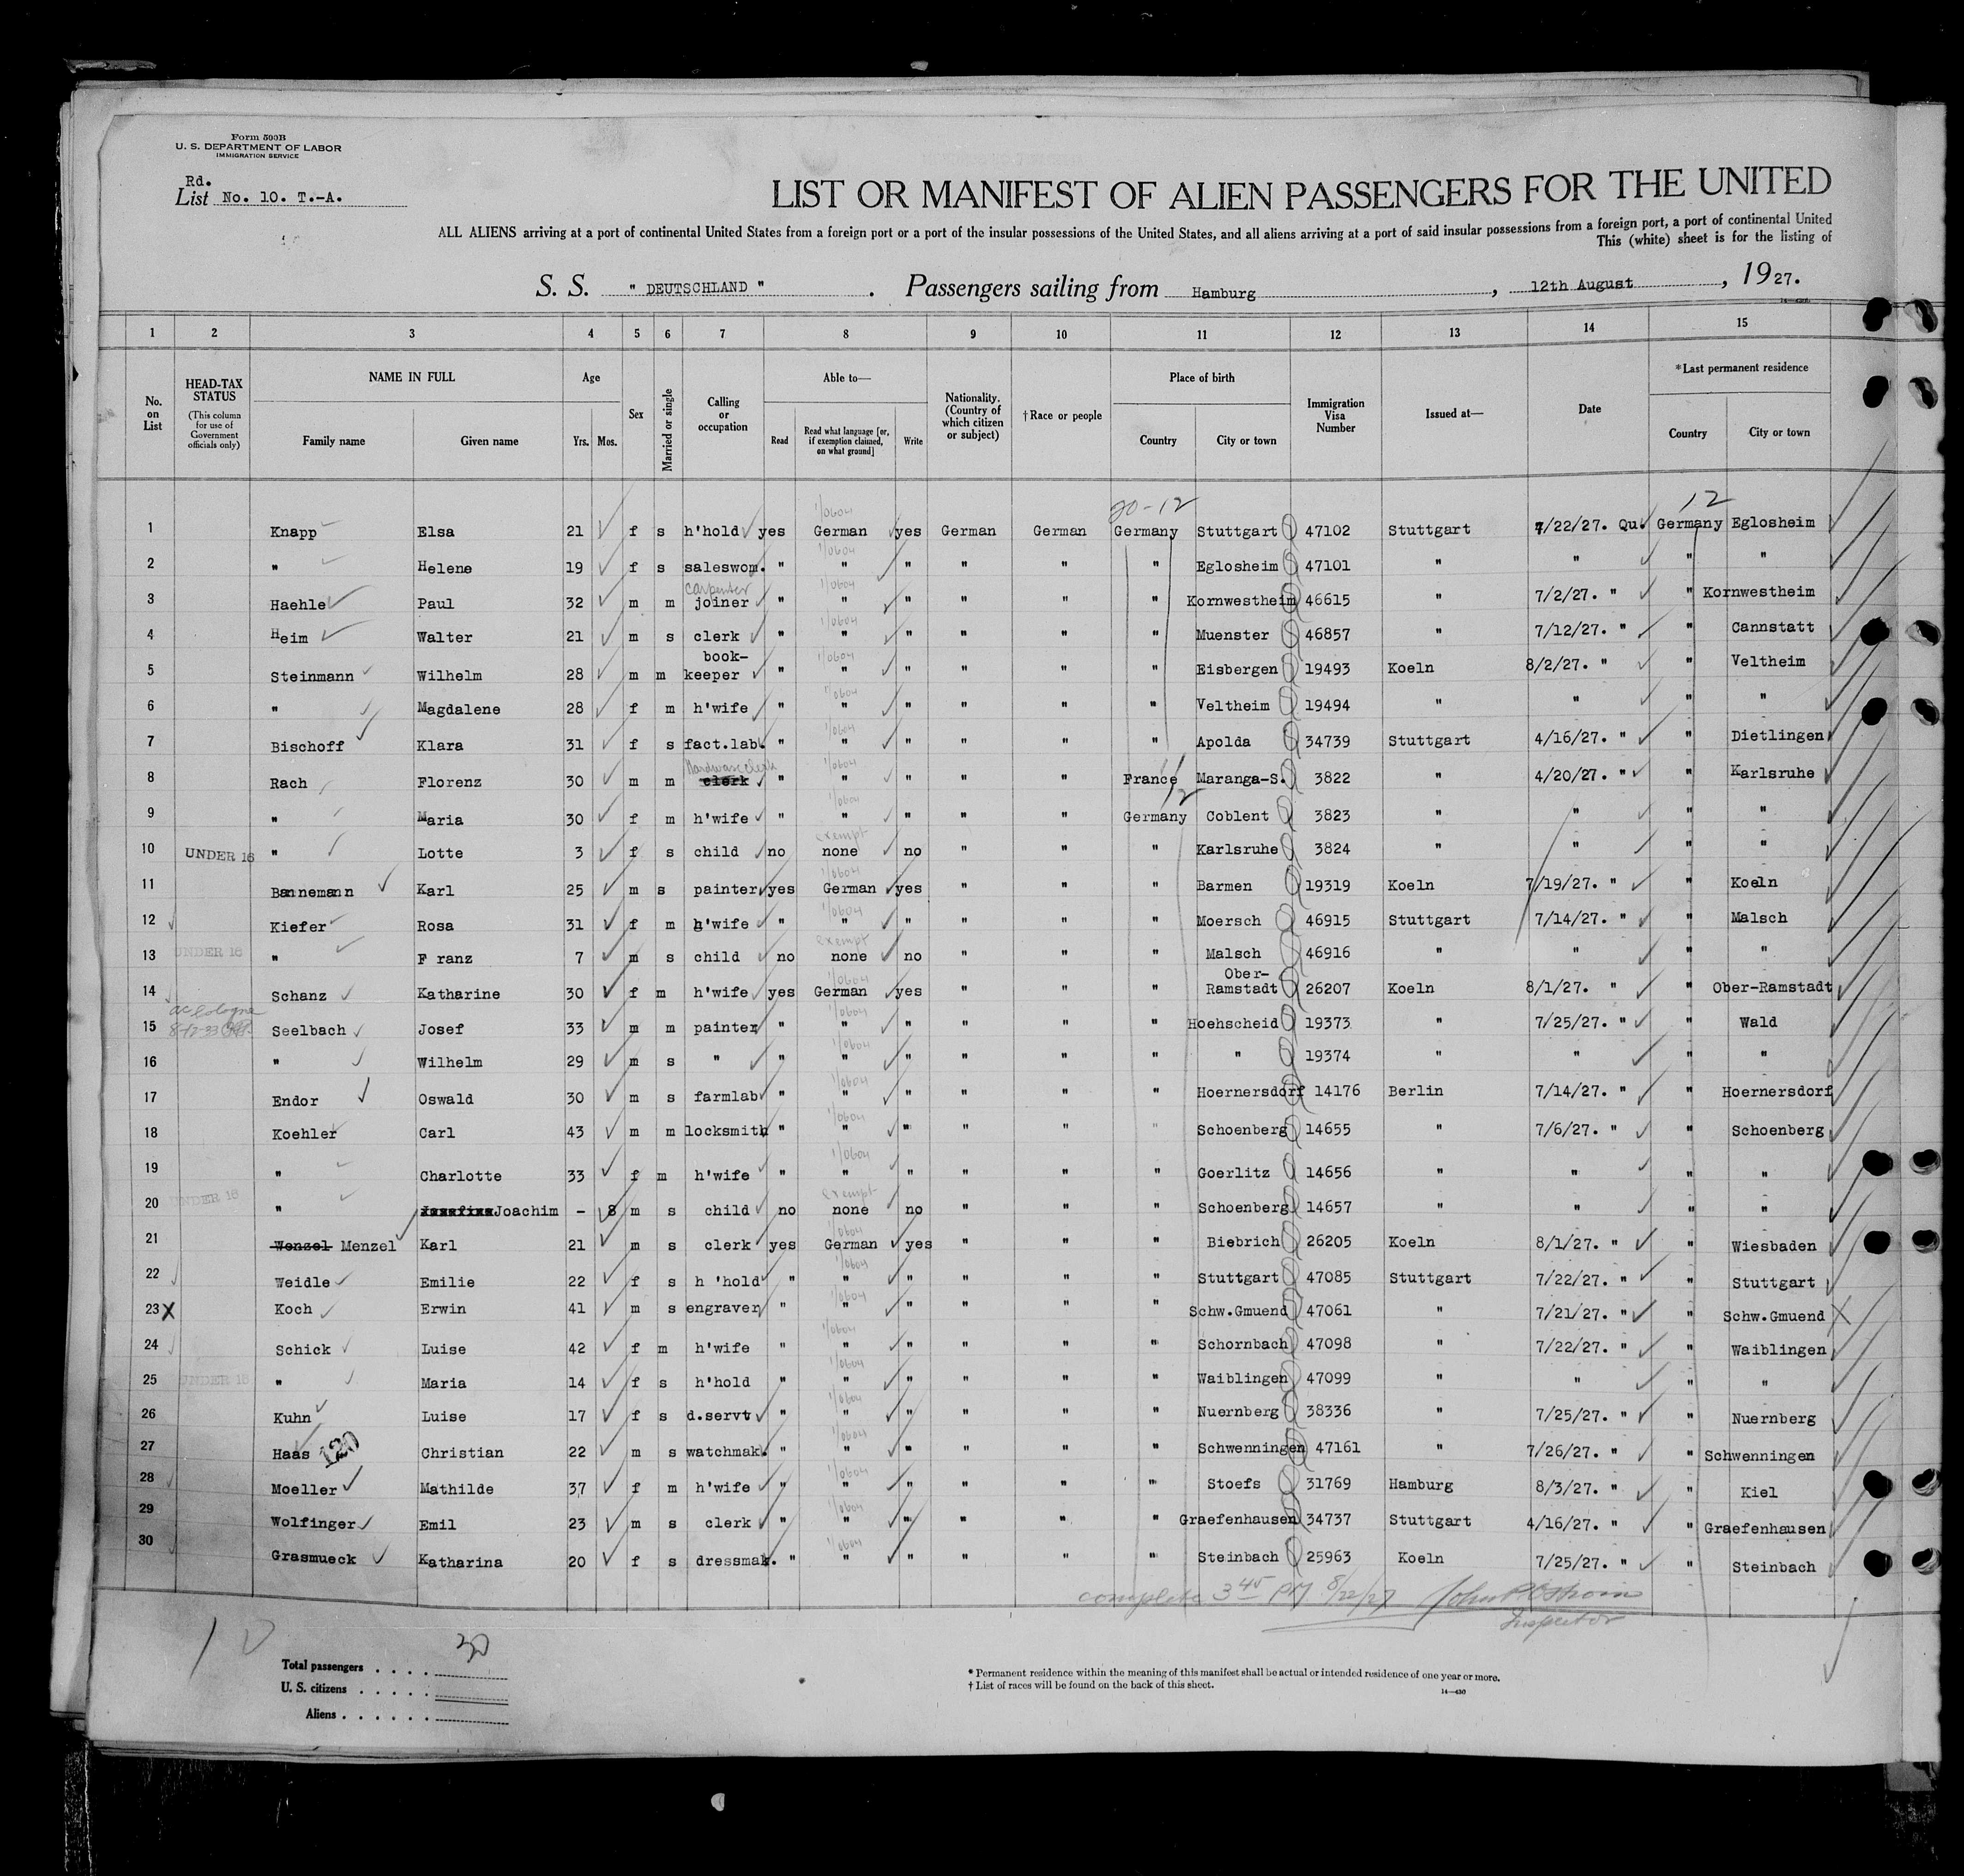 Form 500B
U. S. DEPARTMENT OF LABOR
IMMIGRATION SERVICE
Rd.
List No. 10. T.-A.
LIST OR MANIFEST OF ALIEN PASSENGERS FOR THE UNITED
ALL ALIENS arriving at a port of continental United States from a foreign port or a port of the insular possessions of the United States, and all aliens arriving at a port of said insular possessions from a foreign port, a port of continental United
This (white) sheet is for the listing of
S. S. " DEUTSCHLAND " . Passengers sailing from Hamburg , 12th August , 1927.
1 2 3 4 5 6 7 8 9 10 11 12 13 14 15
No. on List HEAD-TAX STATUS (This column for use of Government officials only) NAME IN FULL Family name Given name Age Yrs. Mos. Sex Married or single Calling or occupation Able to— Read Read what language [or, if exemption claimed, on what ground] Write Nationality. (Country of which citizen or subject) †Race or people Place of birth Country City or town Immigration Visa Number Issued at— Date *Last permanent residence Country City or town
20-12 12
1 Knapp Elsa 21 f s h'hold yes German yes German German Germany Stuttgart 47102 Stuttgart 7/22/27. Qu. Germany Eglosheim
2 " Helene 19 f s saleswom. " " " " " " Eglosheim 47101 " " " "
carpenter
3 Haehle Paul 32 m m joiner " " " " " " Kornwestheim 46615 " 7/2/27. " " Kornwestheim
4 Heim Walter 21 m s clerk " " " " " " Muenster 46857 " 7/12/27. " " Cannstatt
5 Steinmann Wilhelm 28 m m book-keeper " " " " " " Eisbergen 19493 Koeln 8/2/27. " " Veltheim
6 " Magdalene 28 f m h'wife " " " " " " Veltheim 19494 " " " "
7 Bischoff Klara 31 f s fact.lab. " " " " " " Apolda 34739 Stuttgart 4/16/27. " " Dietlingen
Hardware clerk
8 Rach Florenz 30 m m clerk " " " " " France Maranga-S. 3822 " 4/20/27. " " Karlsruhe
12
9 " Maria 30 f m h'wife " " " " " Germany Coblent 3823 " " " "
exempt
10 UNDER 16 " Lotte 3 f s child no none no " " " Karlsruhe 3824 " " " "
11 Bannemann Karl 25 m s painter yes German yes " " " Barmen 19319 Koeln 7/19/27. " " Koeln
12 Kiefer Rosa 31 f m h'wife " " " " " " Moersch 46915 Stuttgart 7/14/27. " " Malsch
exempt
13 UNDER 16 " F ranz 7 m s child no none no " " " Malsch 46916 " " " "
14 Schanz Katharine 30 f m h'wife yes German yes " " " Ober-Ramstadt 26207 Koeln 8/1/27. " " Ober-Ramstadt
15 Seelbach Josef 33 m m painter " " " " " " Hoehscheid 19373 " 7/25/27. " " Wald
16 " Wilhelm 29 m s " " " " " " " " 19374 " " " "
17 Endor Oswald 30 m s farmlab " " " " " " Hoernersdorf 14176 Berlin 7/14/27. " " Hoernersdorf
18 Koehler Carl 43 m m locksmith " " " " " " Schoenberg 14655 " 7/6/27. " " Schoenberg
19 " Charlotte 33 f m h'wife " " " " " " Goerlitz 14656 " " " "
exempt
20 UNDER 16 " Joachim - 8 m s child no none no " " " Schoenberg 14657 " " " "
21 Wenzel Menzel Karl 21 m s clerk yes German yes " " " Biebrich 26205 Koeln 8/1/27. " " Wiesbaden
22 Weidle Emilie 22 f s h 'hold " " " " " " Stuttgart 47085 Stuttgart 7/22/27. " " Stuttgart
23 X Koch Erwin 41 m s engraver " " " " " " Schw.Gmuend 47061 " 7/21/27. " " Schw.Gmuend
24 Schick Luise 42 f m h'wife " " " " " " Schornbach 47098 " 7/22/27. " " Waiblingen
25 UNDER 16 " Maria 14 f s h'hold " " " " " " Waiblingen 47099 " " " "
26 Kuhn Luise 17 f s d.servt. " " " " " " Nuernberg 38336 " 7/25/27. " " Nuernberg
27 Haas 120 Christian 22 m s watchmak. " " " " " " Schwenningen 47161 " 7/26/27. " " Schwenningen
28 Moeller Mathilde 37 f m h'wife " " " " " " Stoefs 31769 Hamburg 8/3/27. " " Kiel
29 Wolfinger Emil 23 m s clerk " " " " " " Graefenhausen 34737 Stuttgart 4/16/27. " " Graefenhausen
30 Grasmueck Katharina 20 f s dressmak. " " " " " " Steinbach 25963 Koeln 7/25/27. " " Steinbach
complete 3 45 PM 8/22/27
Inspector
Total passengers . . . . 30
U. S. citizens . . . . .
Aliens . . . . . .
* Permanent residence within the meaning of this manifest shall be actual or intended residence of one year or more.
† List of races will be found on the back of this sheet.
14—430